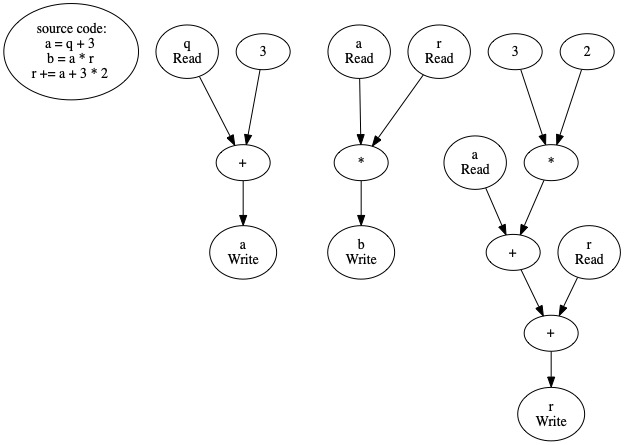 source code:
a = q + 3
b = a * r
r += a + 3 * 2
q
Read
3
a
Read
r
Read
3
2
+
*
a
Read
*
a
Write
b
Write
+
r
Read
+
r
Write